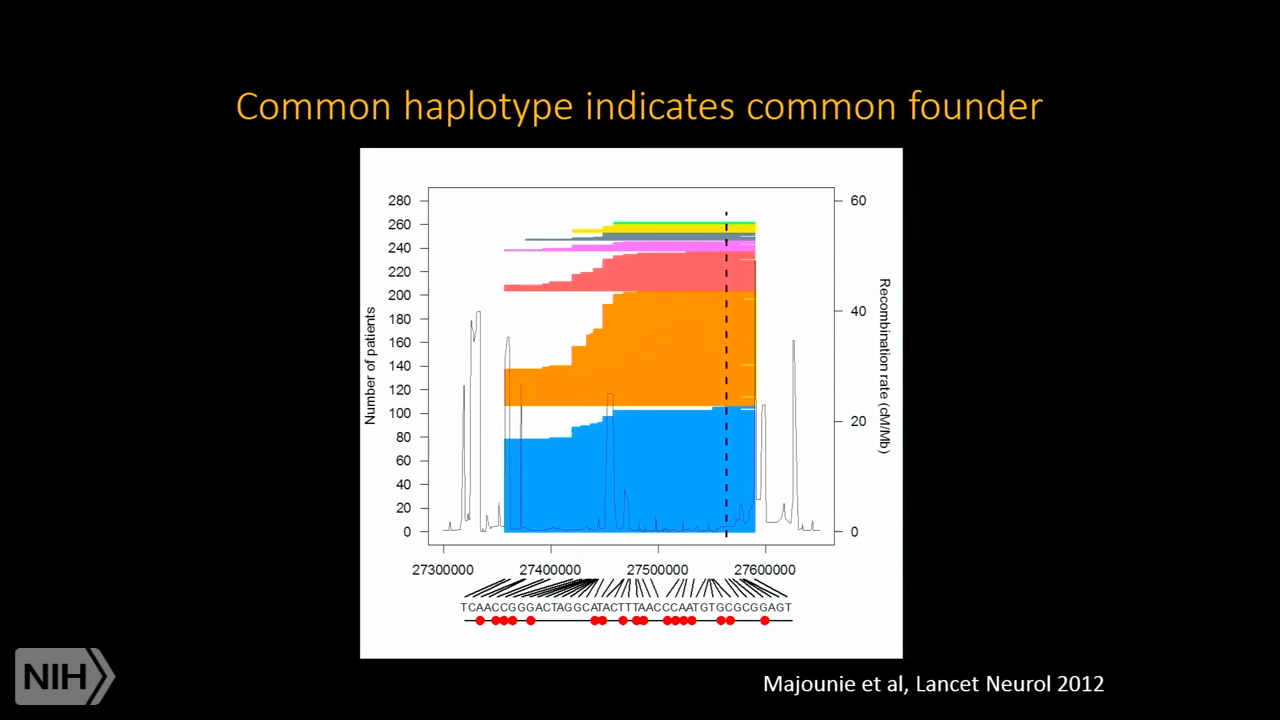 Common haplotype indicates common founder
280
260
240
220
200
180
160
140
120
100
80
60
40
20
0
Number of patients
60
40
20
0
Recombination rate (cM/Mb)
27300000 27400000 27500000 27600000
TCAACCGGGACTAGGCATACTTTAACCCAATGTGCGCGGAGT
NIH
Majounie et al, Lancet Neurol 2012